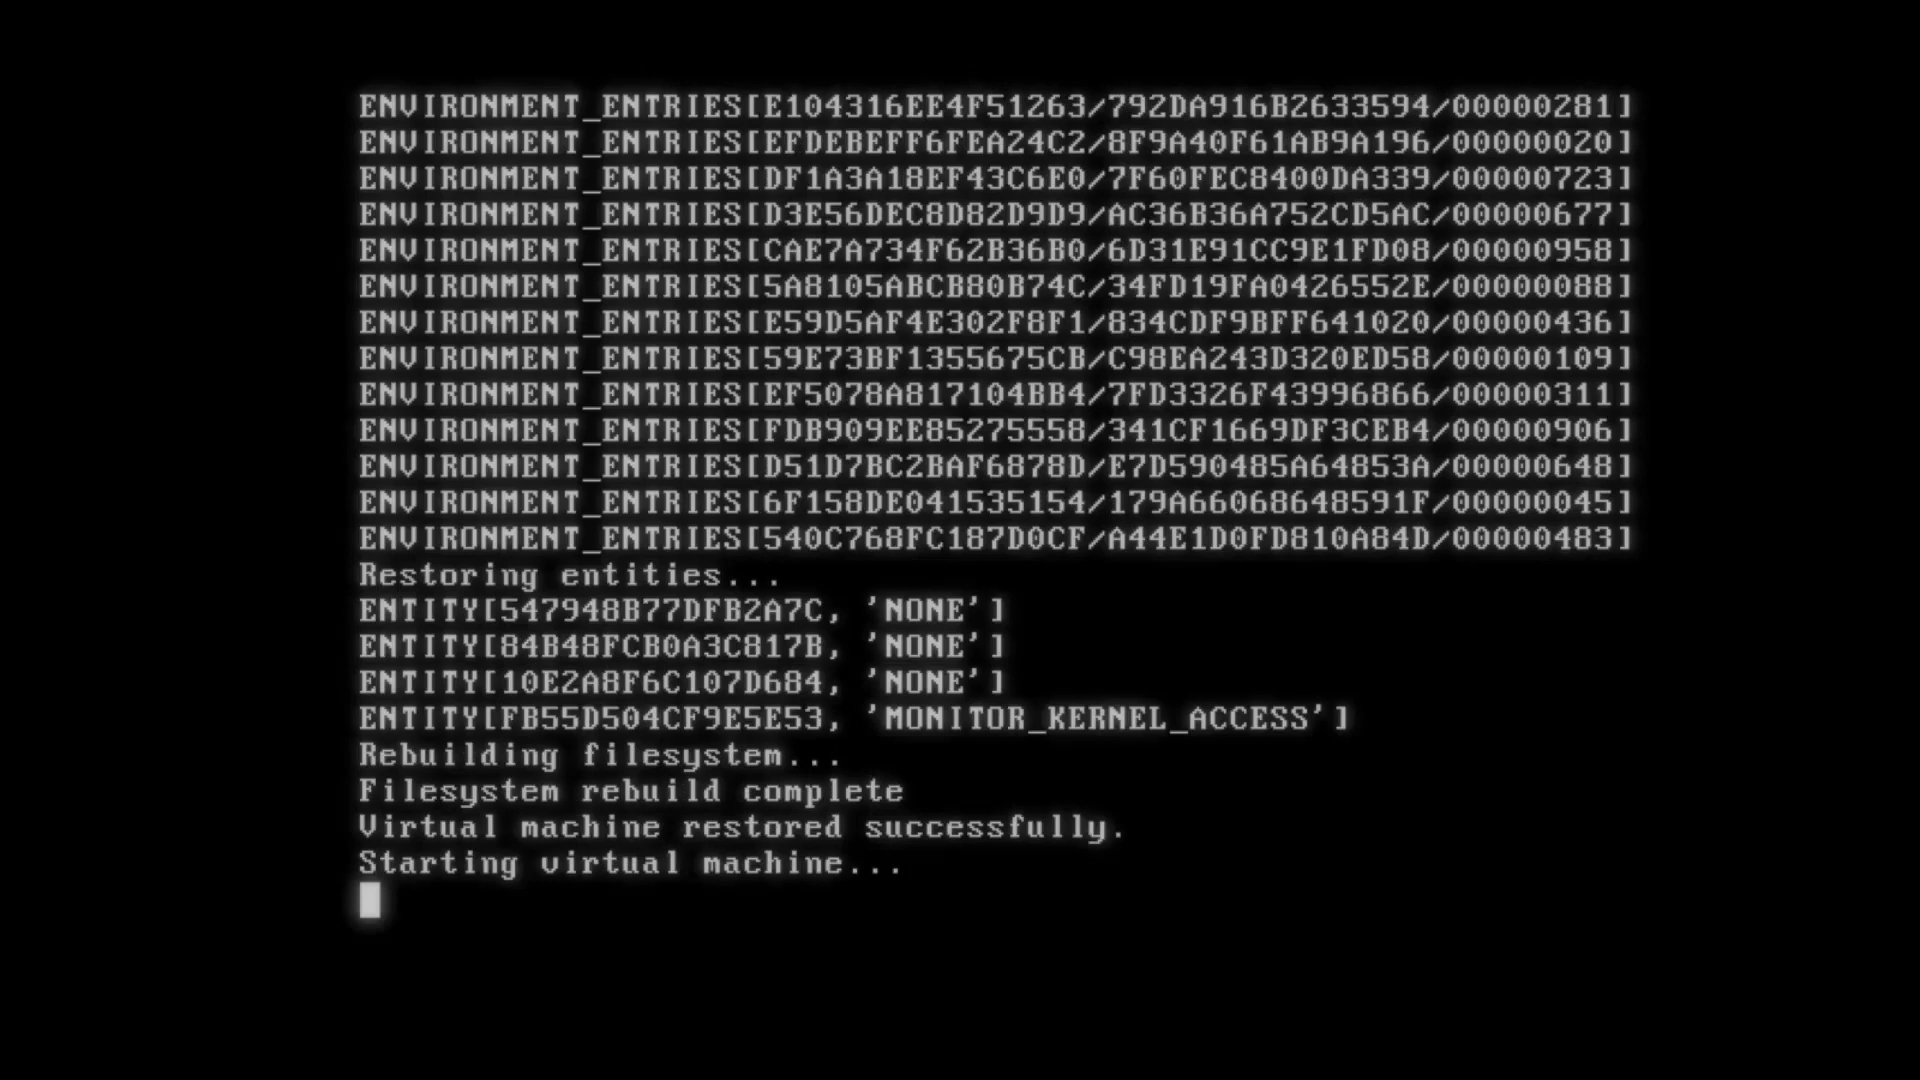 ENVIRONMENT_ENTRIES[E104316EE4F51263/792DA916B2633594/00000281]
ENVIRONMENT_ENTRIES[EFDEBEFF6FEA24C2/8F9A40F61AB9A196/00000020]
ENVIRONMENT_ENTRIES[DF1A3A18EF43C6E0/7F60FEC8400DA339/00000723]
ENVIRONMENT_ENTRIES[D3E56DEC8D82D9D9/AC36B36A752CD5AC/00000677]
ENVIRONMENT_ENTRIES[CAE7A734F62B36B0/6D31E91CC9E1FD08/00000958]
ENVIRONMENT_ENTRIES[5A8105ABCB80B74C/34FD19FA0426552E/00000088]
ENVIRONMENT_ENTRIES[E59D5AF4E302F8F1/834CDF9BFF641020/00000436]
ENVIRONMENT_ENTRIES[59E73BF1355675CB/C98EA243D320ED58/00000109]
ENVIRONMENT_ENTRIES[EF5078A817104BB4/7FD3326F43996866/00000311]
ENVIRONMENT_ENTRIES[FDB909EE85275558/341CF1669DF3CEB4/00000906]
ENVIRONMENT_ENTRIES[D51D7BC2BAF6878D/E7D590485A64853A/00000648]
ENVIRONMENT_ENTRIES[6F158DE041535154/179A66068648591F/00000045]
ENVIRONMENT_ENTRIES[540C768FC187D0CF/A44E1D0FD810A84D/00000483]
Restoring entities...
ENTITY[547948B77DFB2A7C, 'NONE']
ENTITY[84B48FCB0A3C817B, 'NONE']
ENTITY[10E2A8F6C107D684, 'NONE']
ENTITY[FB55D504CF9E5E53, 'MONITOR_KERNEL_ACCESS']
Rebuilding filesystem...
Filesystem rebuild complete
Virtual machine restored successfully.
Starting virtual machine...